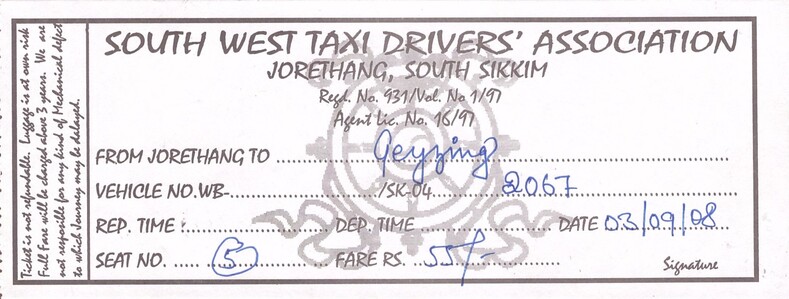 SOUTH WEST TAXI DRIVERS' ASSOCIATION
JORETHANG, SOUTH SIKKIM
Regd. No. 931/Vol. No 1/97
Agent Lic. No. 16/97
FROM JORETHANG TO Geyzing
VEHICLE NO.WB- /SK-04 2067
REP. TIME : DEP. TIME DATE 03/09/08
SEAT NO. 5 FARE RS. 55/-
Signature
Ticket is not refundable. Luggage is at own risk
Full Fare will be charged above 3 years. We are
not responsible for any kind of Mechanical defect
to which Journey may be delayed.